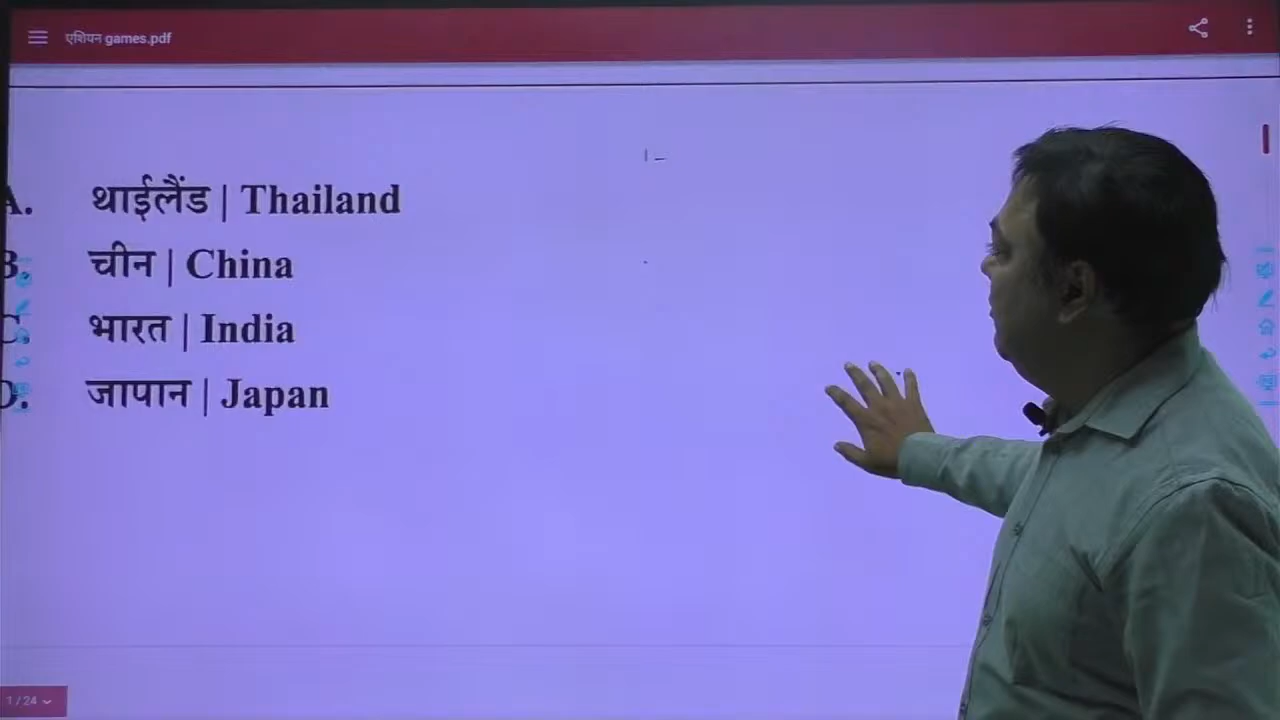 एशियन games.pdf
A. थाईलैंड | Thailand
B. चीन | China
C. भारत | India
D. जापान | Japan
1 / 24